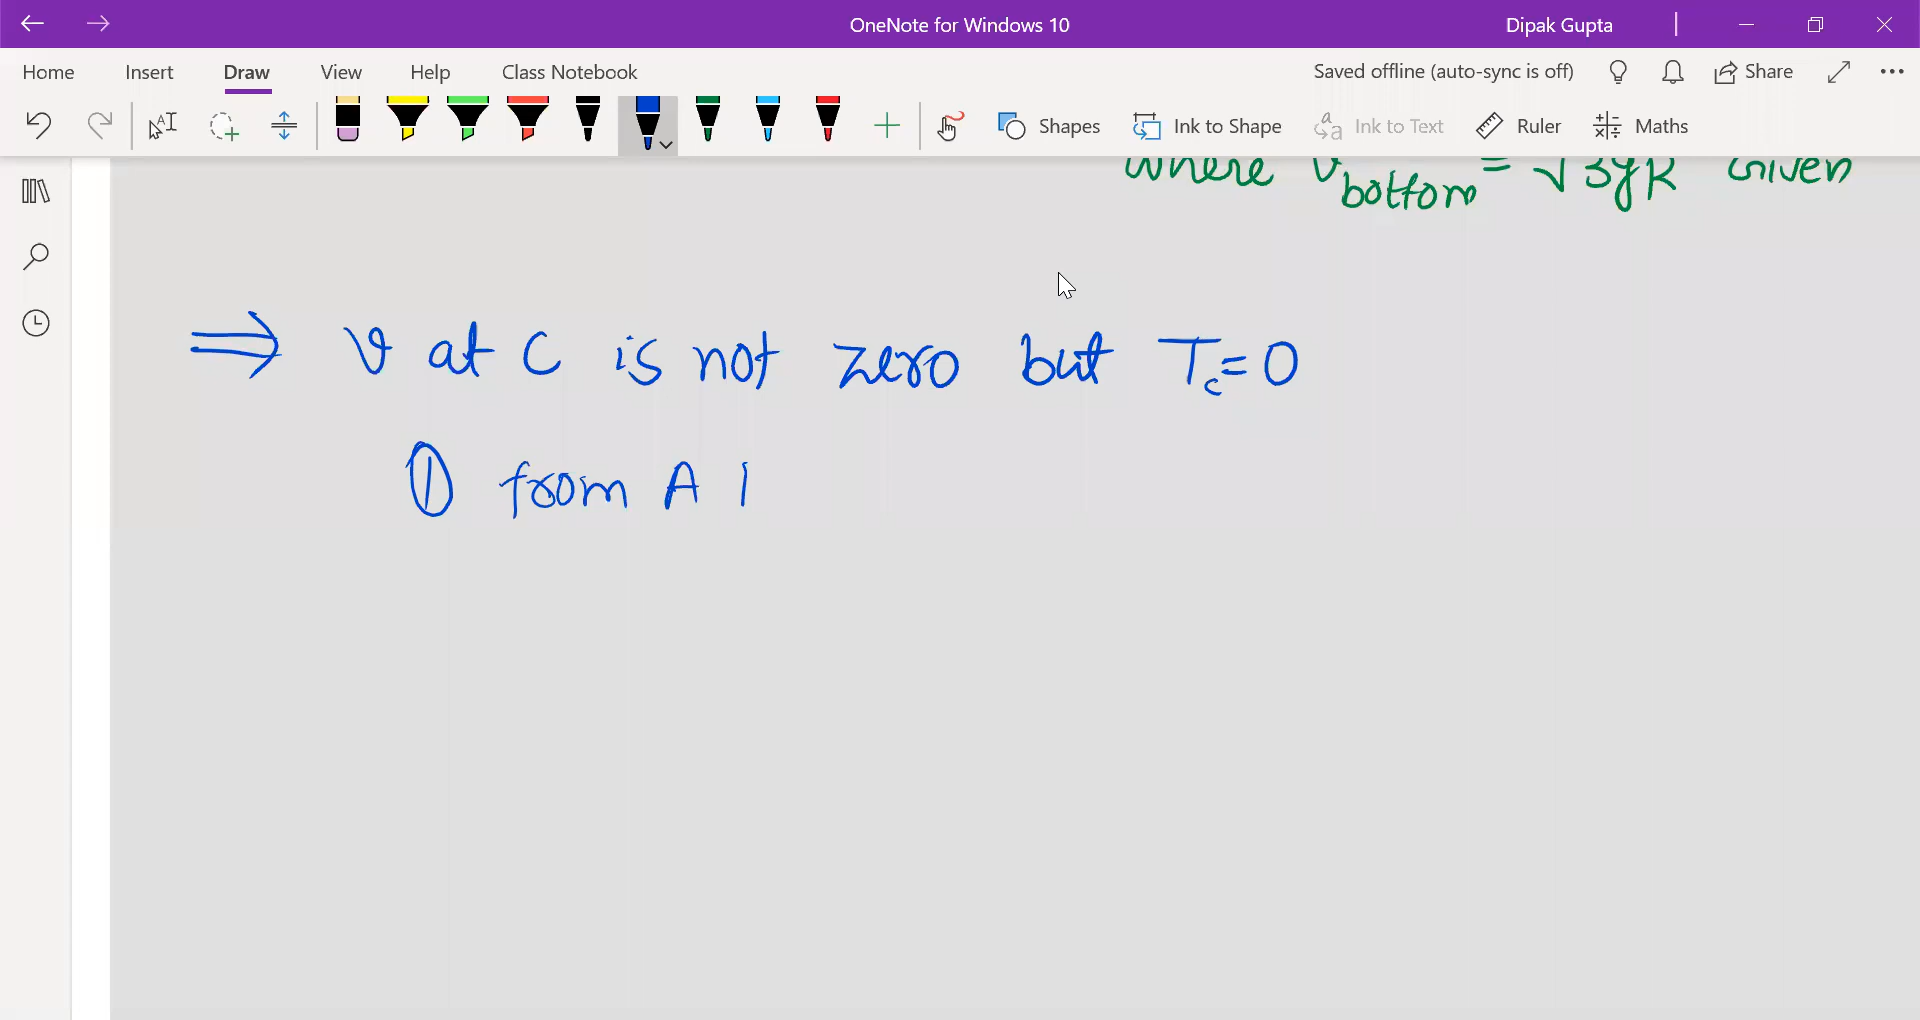 OneNote for Windows 10
Dipak Gupta
Home Insert Draw View Help Class Notebook
Saved offline (auto-sync is off) Share
Shapes Ink to Shape Ink to Text Ruler Maths
where v bottom = √3gR Given
⇒ v at C is not zero but Tc = 0
① from A